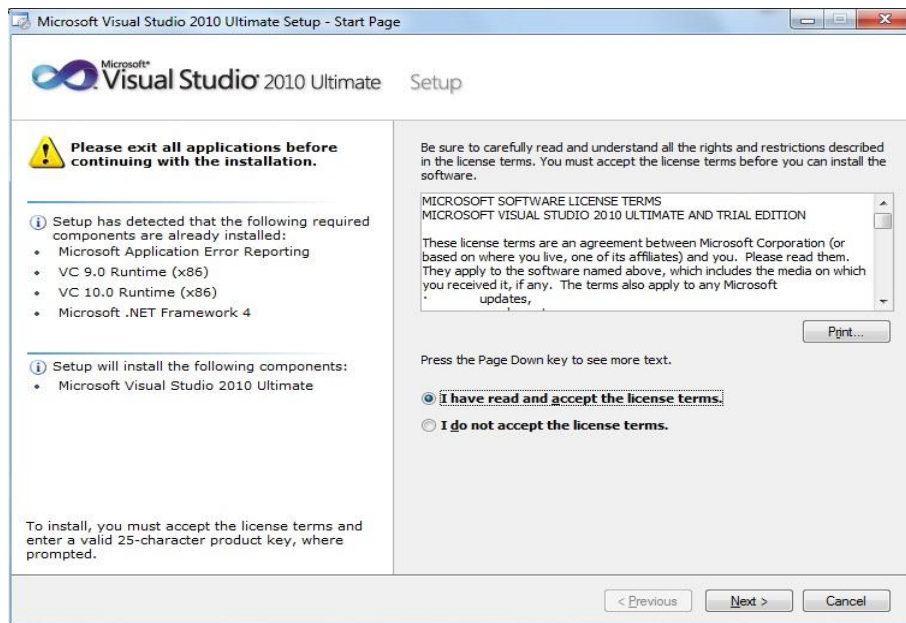 Microsoft Visual Studio 2010 Ultimate Setup - Start Page
Microsoft®
Visual Studio® 2010 Ultimate Setup
Please exit all applications before
continuing with the installation.
Setup has detected that the following required
components are already installed:
• Microsoft Application Error Reporting
• VC 9.0 Runtime (x86)
• VC 10.0 Runtime (x86)
• Microsoft .NET Framework 4
Setup will install the following components:
• Microsoft Visual Studio 2010 Ultimate
To install, you must accept the license terms and
enter a valid 25-character product key, where
prompted.
Be sure to carefully read and understand all the rights and restrictions described
in the license terms. You must accept the license terms before you can install the
software.
MICROSOFT SOFTWARE LICENSE TERMS
MICROSOFT VISUAL STUDIO 2010 ULTIMATE AND TRIAL EDITION
These license terms are an agreement between Microsoft Corporation (or
based on where you live, one of its affiliates) and you. Please read them.
They apply to the software named above, which includes the media on which
you received it, if any. The terms also apply to any Microsoft
· updates,
Print...
Press the Page Down key to see more text.
I have read and accept the license terms.
I do not accept the license terms.
< Previous
Next >
Cancel